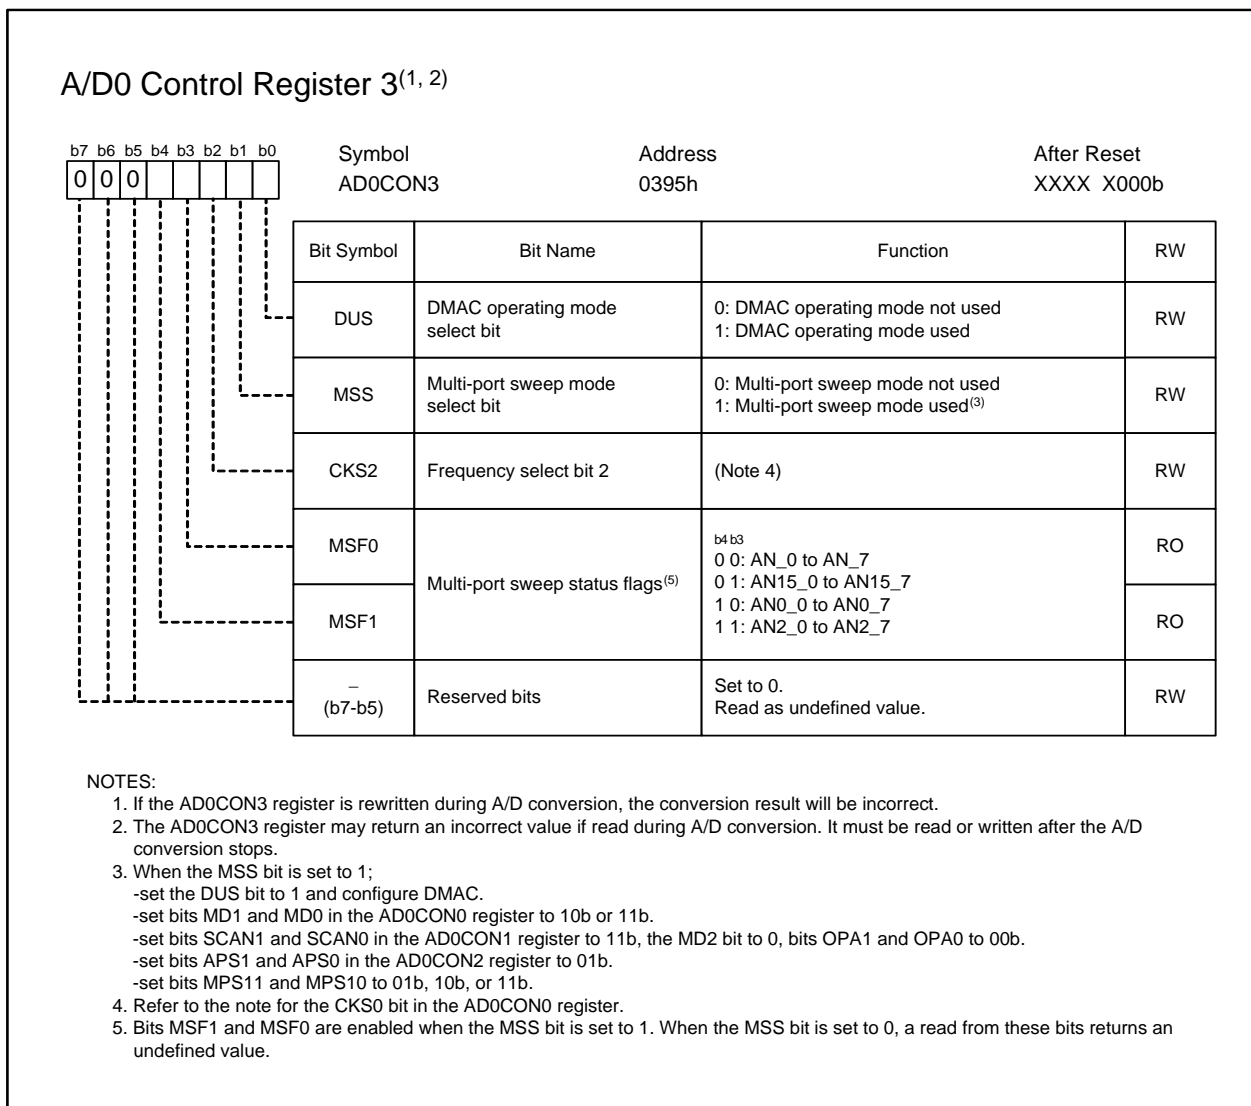 A/D0 Control Register 3(1, 2)
b7 b6 b5 b4 b3 b2 b1 b0
0 0 0
Symbol Address After Reset
AD0CON3 0395h XXXX X000b
Bit Symbol Bit Name Function RW
DUS DMAC operating mode select bit 0: DMAC operating mode not used RW
1: DMAC operating mode used
MSS Multi-port sweep mode select bit 0: Multi-port sweep mode not used RW
1: Multi-port sweep mode used(3)
CKS2 Frequency select bit 2 (Note 4) RW
MSF0 Multi-port sweep status flags(5) b4 b3 RO
0 0: AN_0 to AN_7
0 1: AN15_0 to AN15_7
MSF1 1 0: AN0_0 to AN0_7 RO
1 1: AN2_0 to AN2_7
– (b7-b5) Reserved bits Set to 0. RW
Read as undefined value.
NOTES:
1. If the AD0CON3 register is rewritten during A/D conversion, the conversion result will be incorrect.
2. The AD0CON3 register may return an incorrect value if read during A/D conversion. It must be read or written after the A/D
conversion stops.
3. When the MSS bit is set to 1;
-set the DUS bit to 1 and configure DMAC.
-set bits MD1 and MD0 in the AD0CON0 register to 10b or 11b.
-set bits SCAN1 and SCAN0 in the AD0CON1 register to 11b, the MD2 bit to 0, bits OPA1 and OPA0 to 00b.
-set bits APS1 and APS0 in the AD0CON2 register to 01b.
-set bits MPS11 and MPS10 to 01b, 10b, or 11b.
4. Refer to the note for the CKS0 bit in the AD0CON0 register.
5. Bits MSF1 and MSF0 are enabled when the MSS bit is set to 1. When the MSS bit is set to 0, a read from these bits returns an
undefined value.